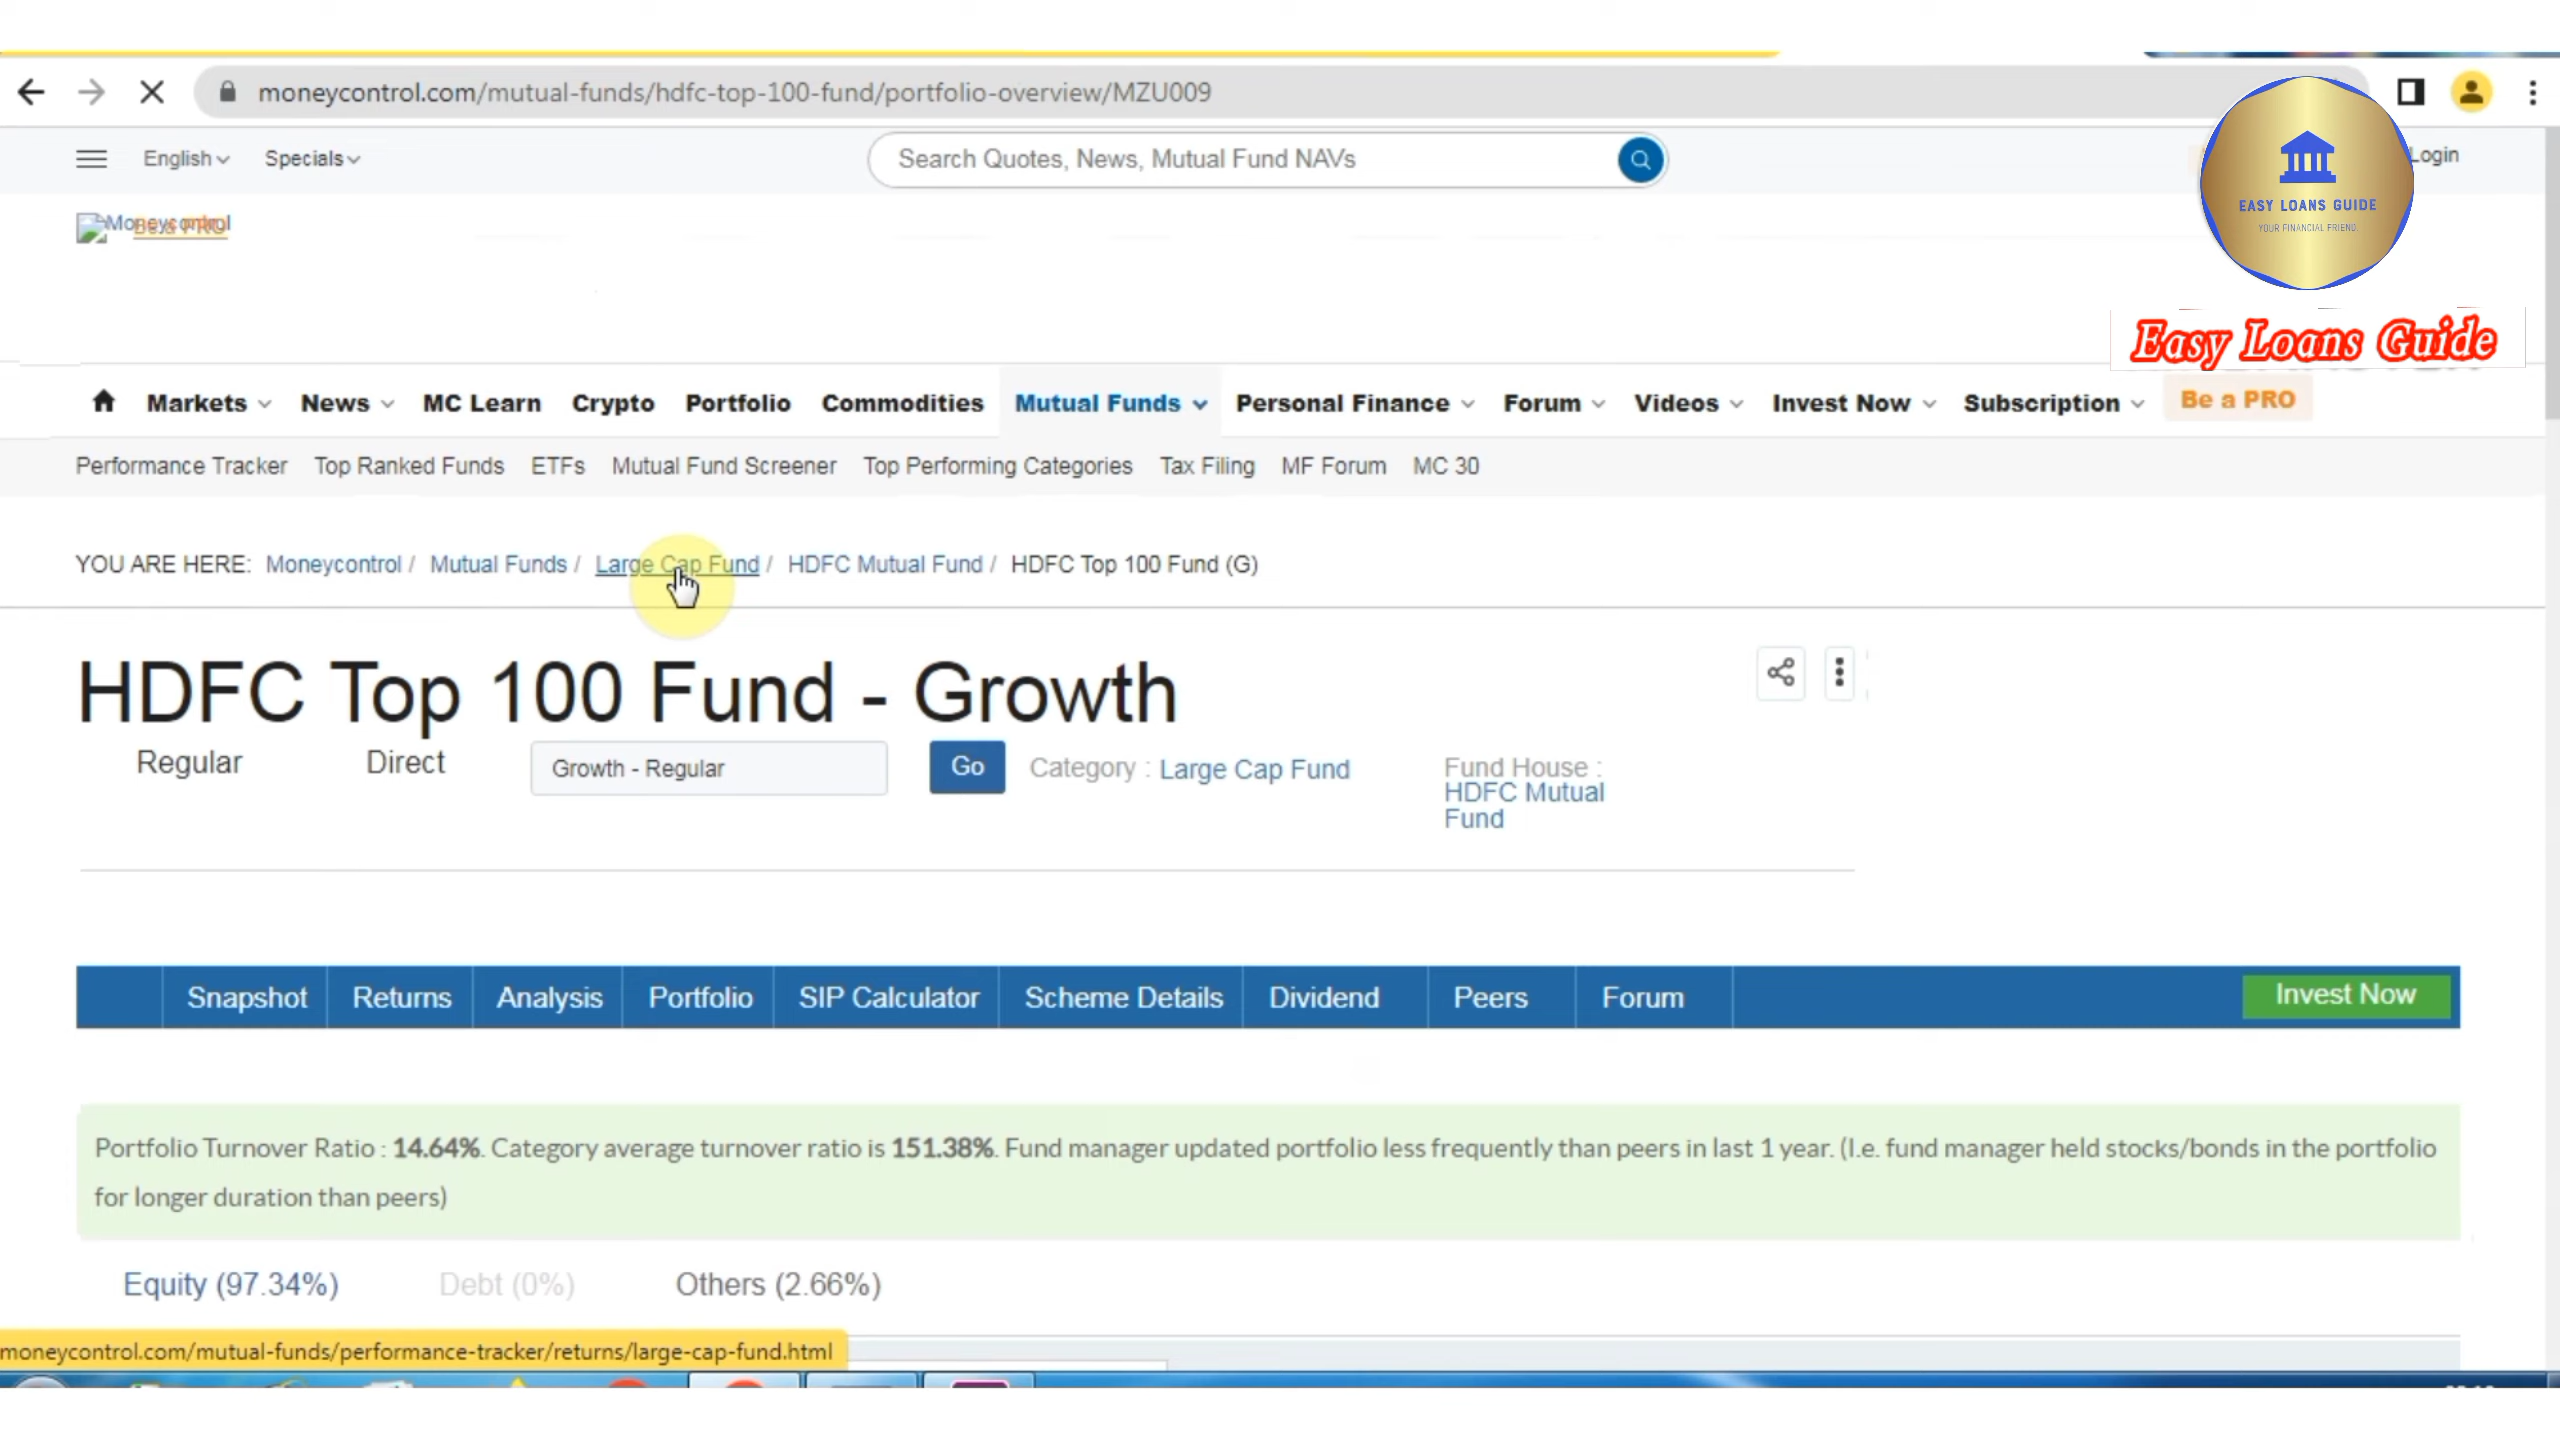 moneycontrol.com/mutual-funds/hdfc-top-100-fund/portfolio-overview/MZU009
English Specials Search Quotes, News, Mutual Fund NAVs Login
EASY LOANS GUIDE
YOUR FINANCIAL FRIEND
Moneycontrol
Be a PRO
Easy Loans Guide
Markets News MC Learn Crypto Portfolio Commodities Mutual Funds Personal Finance Forum Videos Invest Now Subscription Be a PRO
Performance Tracker Top Ranked Funds ETFs Mutual Fund Screener Top Performing Categories Tax Filing MF Forum MC 30
YOU ARE HERE: Moneycontrol / Mutual Funds / Large Cap Fund / HDFC Mutual Fund / HDFC Top 100 Fund (G)
HDFC Top 100 Fund - Growth
Regular Direct Growth - Regular Go Category : Large Cap Fund Fund House :
HDFC Mutual
Fund
Snapshot Returns Analysis Portfolio SIP Calculator Scheme Details Dividend Peers Forum Invest Now
Portfolio Turnover Ratio : 14.64%. Category average turnover ratio is 151.38%. Fund manager updated portfolio less frequently than peers in last 1 year. (I.e. fund manager held stocks/bonds in the portfolio
for longer duration than peers)
Equity (97.34%) Debt (0%) Others (2.66%)
moneycontrol.com/mutual-funds/performance-tracker/returns/large-cap-fund.html